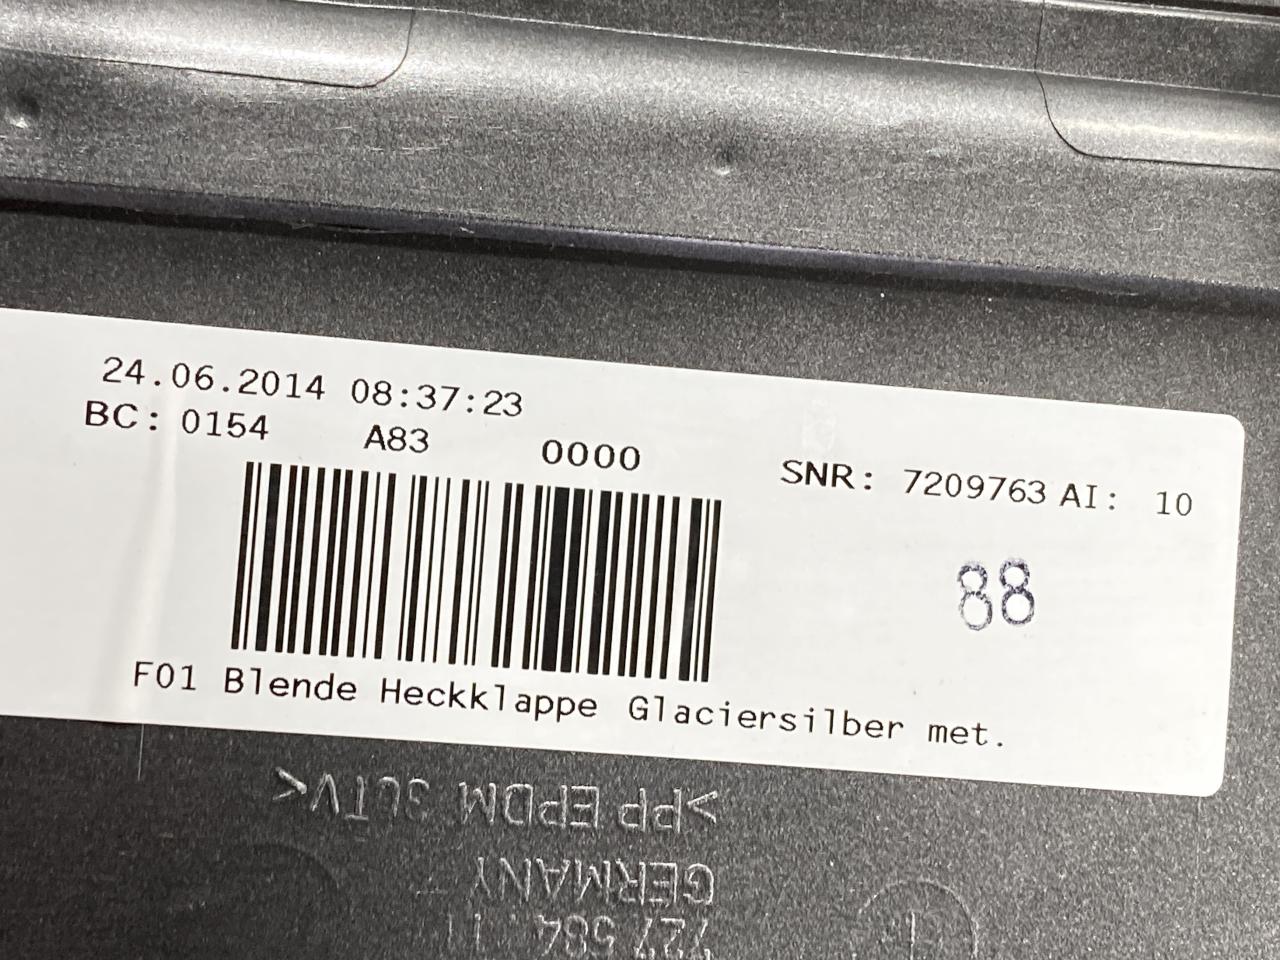 24.06.2014 08:37:23
BC: 0154 A83 0000
SNR: 7209763 AI: 10
88
F01 Blende Heckklappe Glaciersilber met.
>PP EPDM
GERMANY